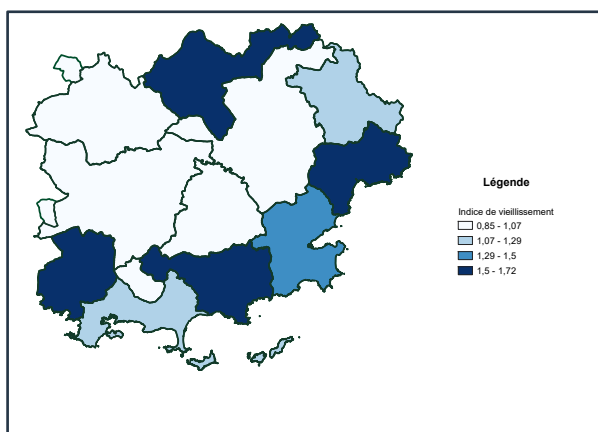 Légende
Indice de vieillissement
0,85 - 1,07
1,07 - 1,29
1,29 - 1,5
1,5 - 1,72